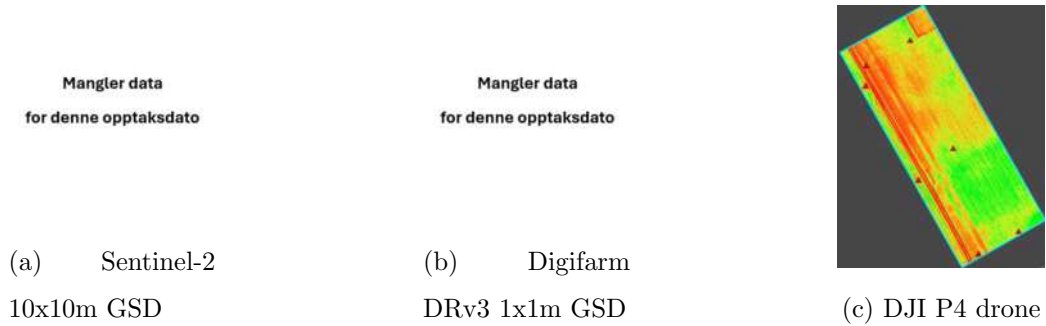 Mangler data
for denne opptaksdato
Mangler data
for denne opptaksdato
(a) Sentinel-2
10x10m GSD
(b) Digifarm
DRv3 1x1m GSD
(c) DJI P4 drone